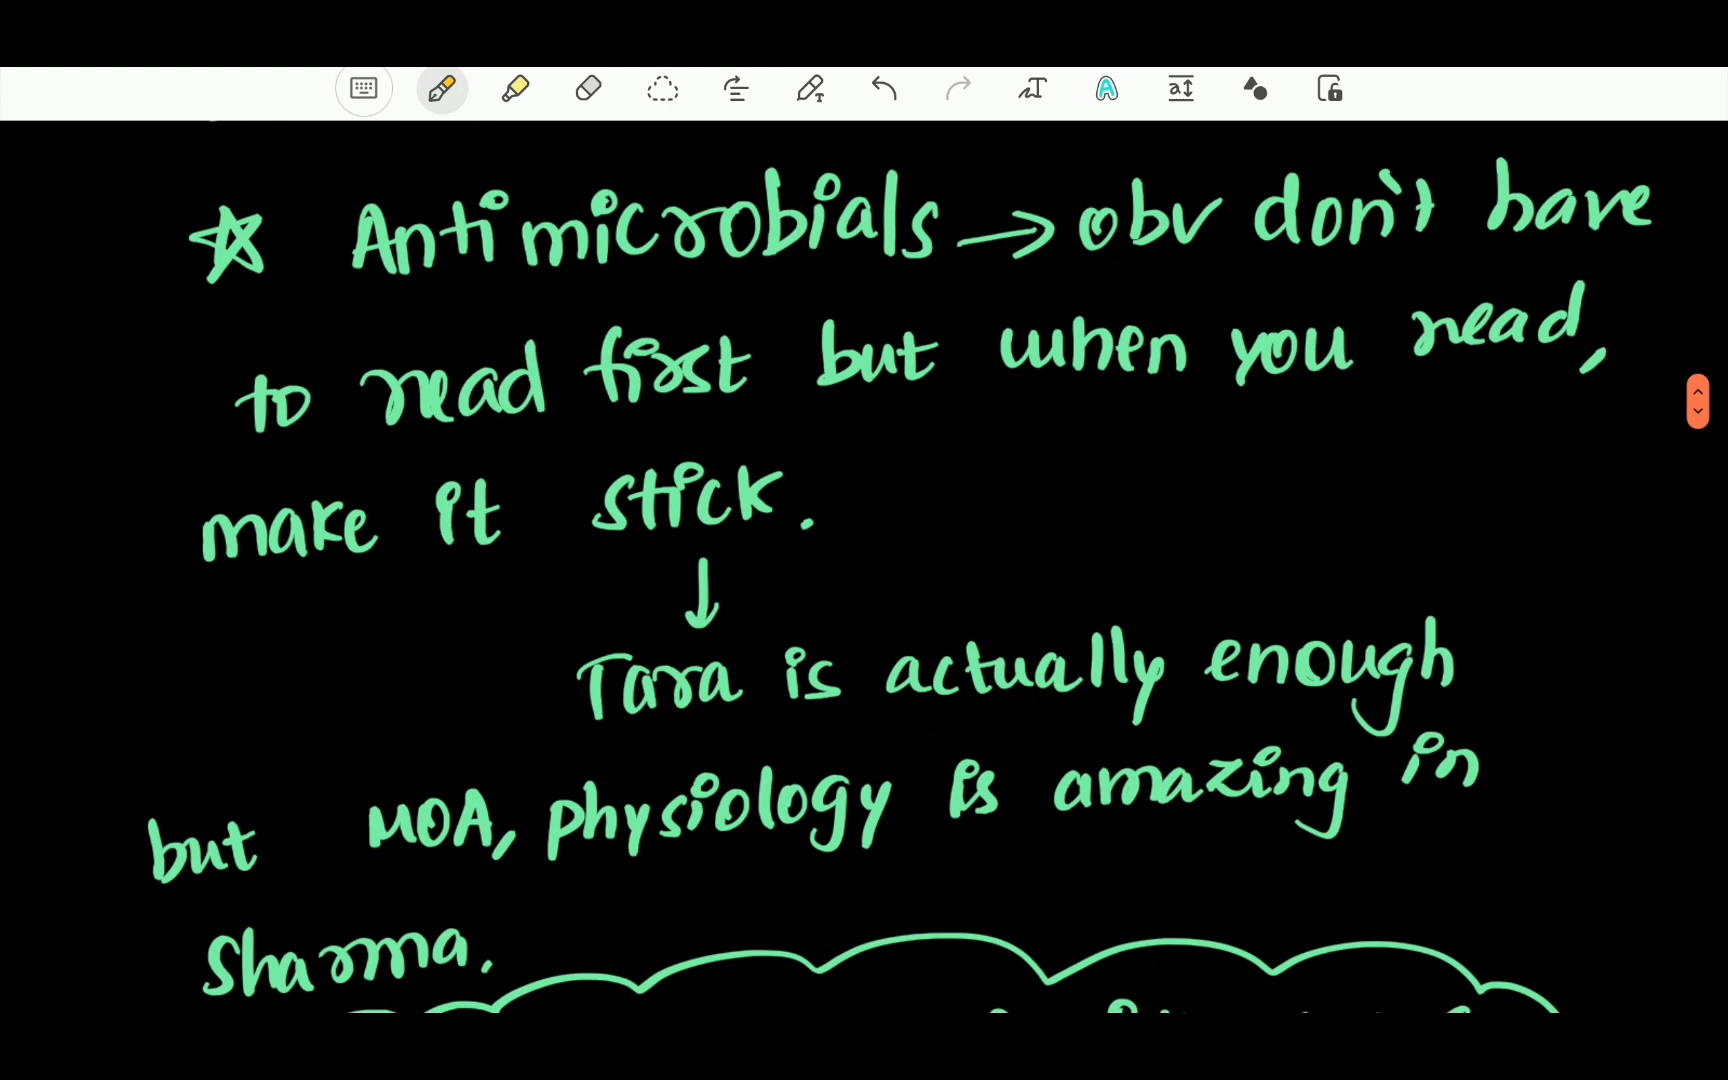 ☆ Antimicrobials → obv don't have
to read first but when you read,
make it stick.
↓
Tara is actually enough
but MOA, physiology is amazing in
Sharma.